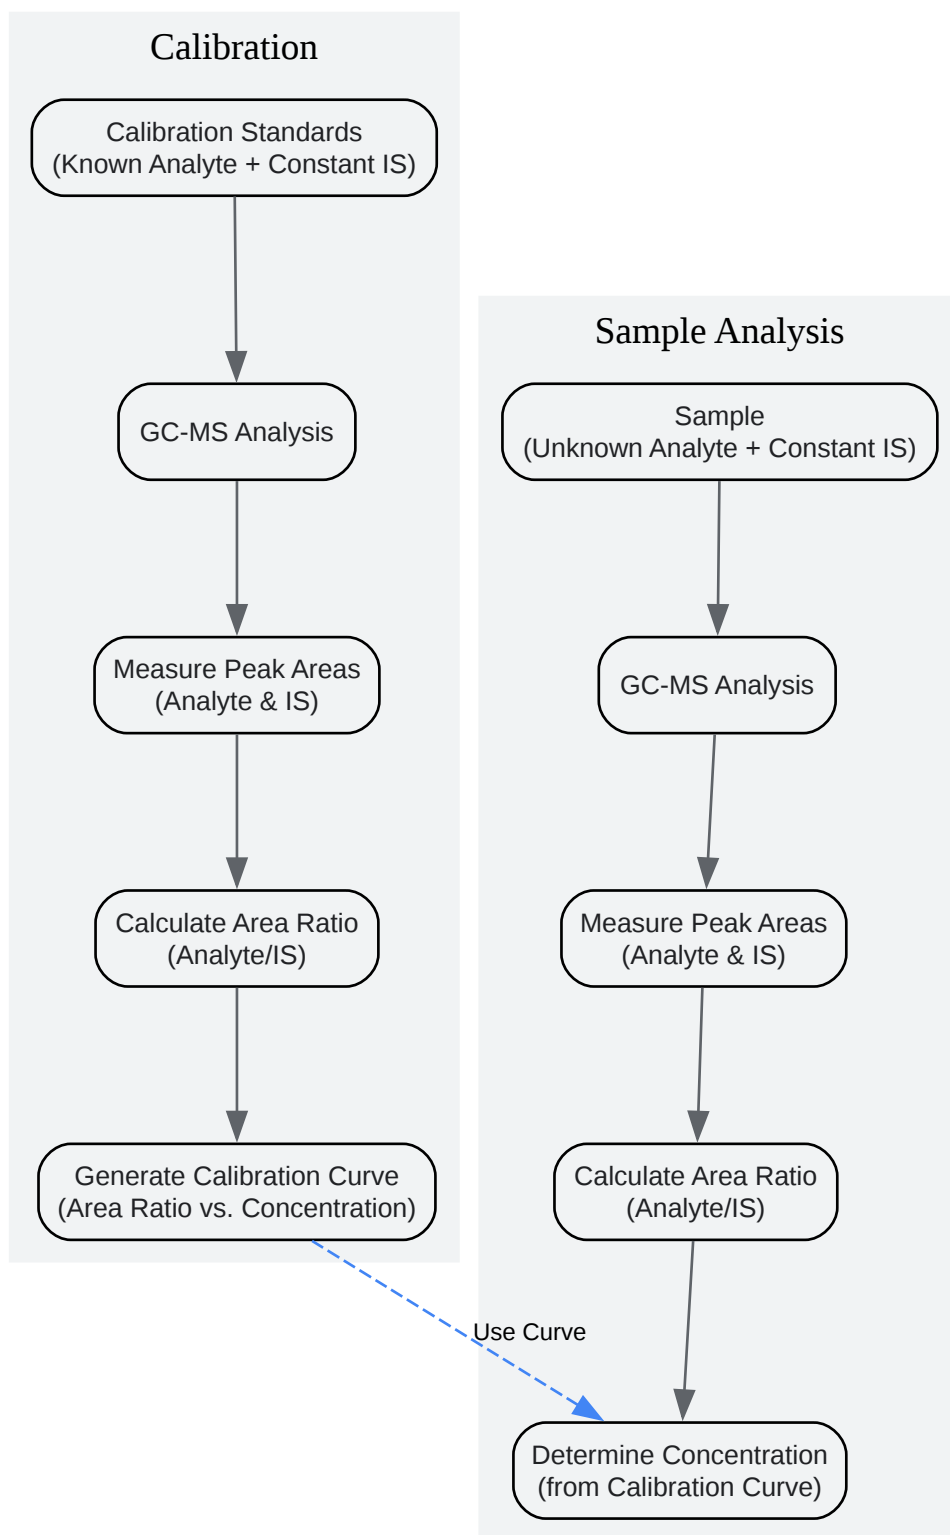 Calibration
Calibration Standards
(Known Analyte + Constant IS)
GC-MS Analysis
Measure Peak Areas
(Analyte & IS)
Calculate Area Ratio
(Analyte/IS)
Generate Calibration Curve
(Area Ratio vs. Concentration)
Use Curve
Sample Analysis
Sample
(Unknown Analyte + Constant IS)
GC-MS Analysis
Measure Peak Areas
(Analyte & IS)
Calculate Area Ratio
(Analyte/IS)
Determine Concentration
(from Calibration Curve)